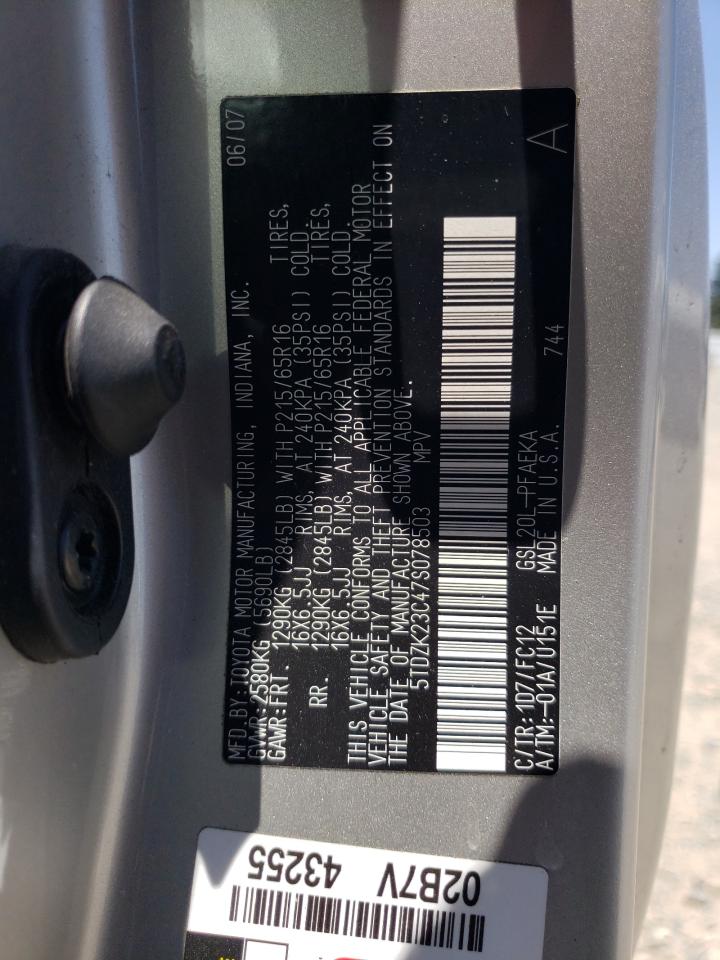 MFD BY:TOYOTA MOTOR MANUFACTURING, INDIANA, INC. 06/07
GVWR:2580KG (5690LB)
GAWR:FRT. 1290KG (2845LB) WITH P215/65R16 TIRES,
16X6.5JJ RIMS, AT 240KPA (35PSI) COLD.
RR. 1290KG (2845LB) WITH P215/65R16 TIRES,
16X6.5JJ RIMS, AT 240KPA (35PSI) COLD.
THIS VEHICLE CONFORMS TO ALL APPLICABLE FEDERAL MOTOR
VEHICLE SAFETY AND THEFT PREVENTION STANDARDS IN EFFECT ON
THE DATE OF MANUFACTURE SHOWN ABOVE.
5TDZK23C47S078503 MPV
C/TR:1D7/FC12 GSL20L-PFAEKA 744 A
A/TM:-01A/U151E MADE IN U.S.A.
02B7V 43255